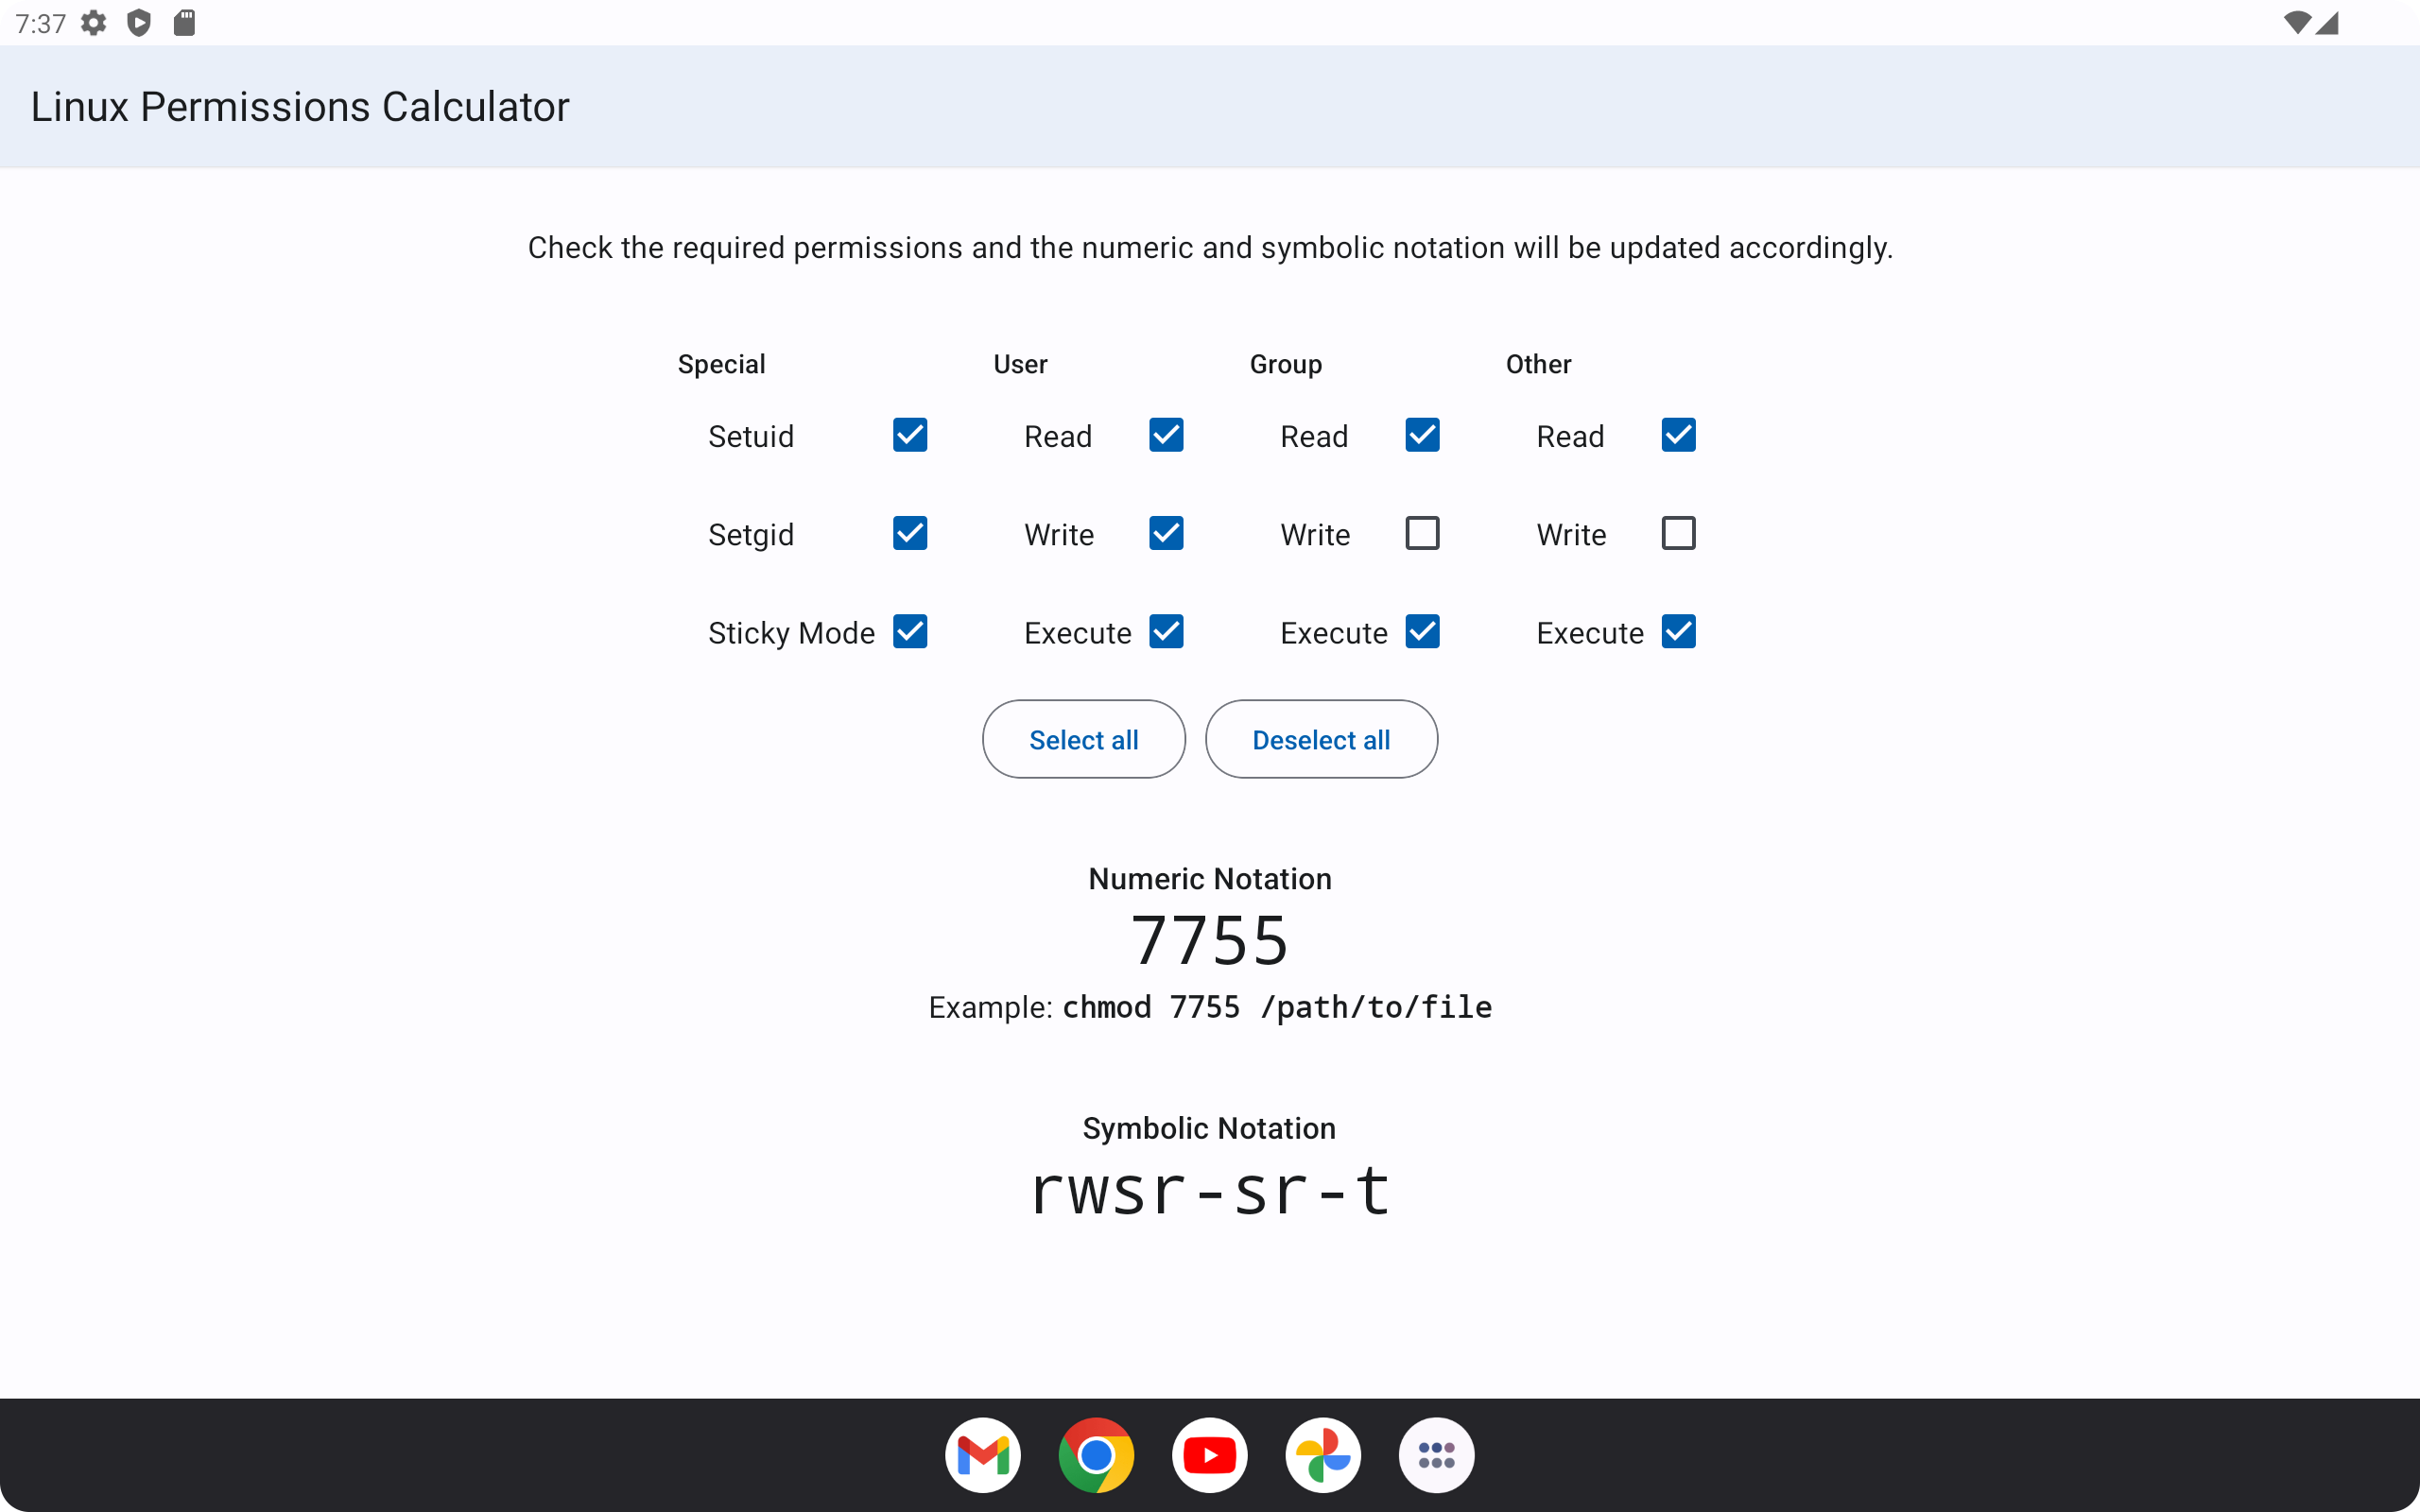 7:37
Linux Permissions Calculator
Check the required permissions and the numeric and symbolic notation will be updated accordingly.
Special User Group Other
Setuid Read Read Read
Setgid Write Write Write
Sticky Mode Execute Execute Execute
Select all Deselect all
Numeric Notation
7755
Example: chmod 7755 /path/to/file
Symbolic Notation
rwsr-sr-t